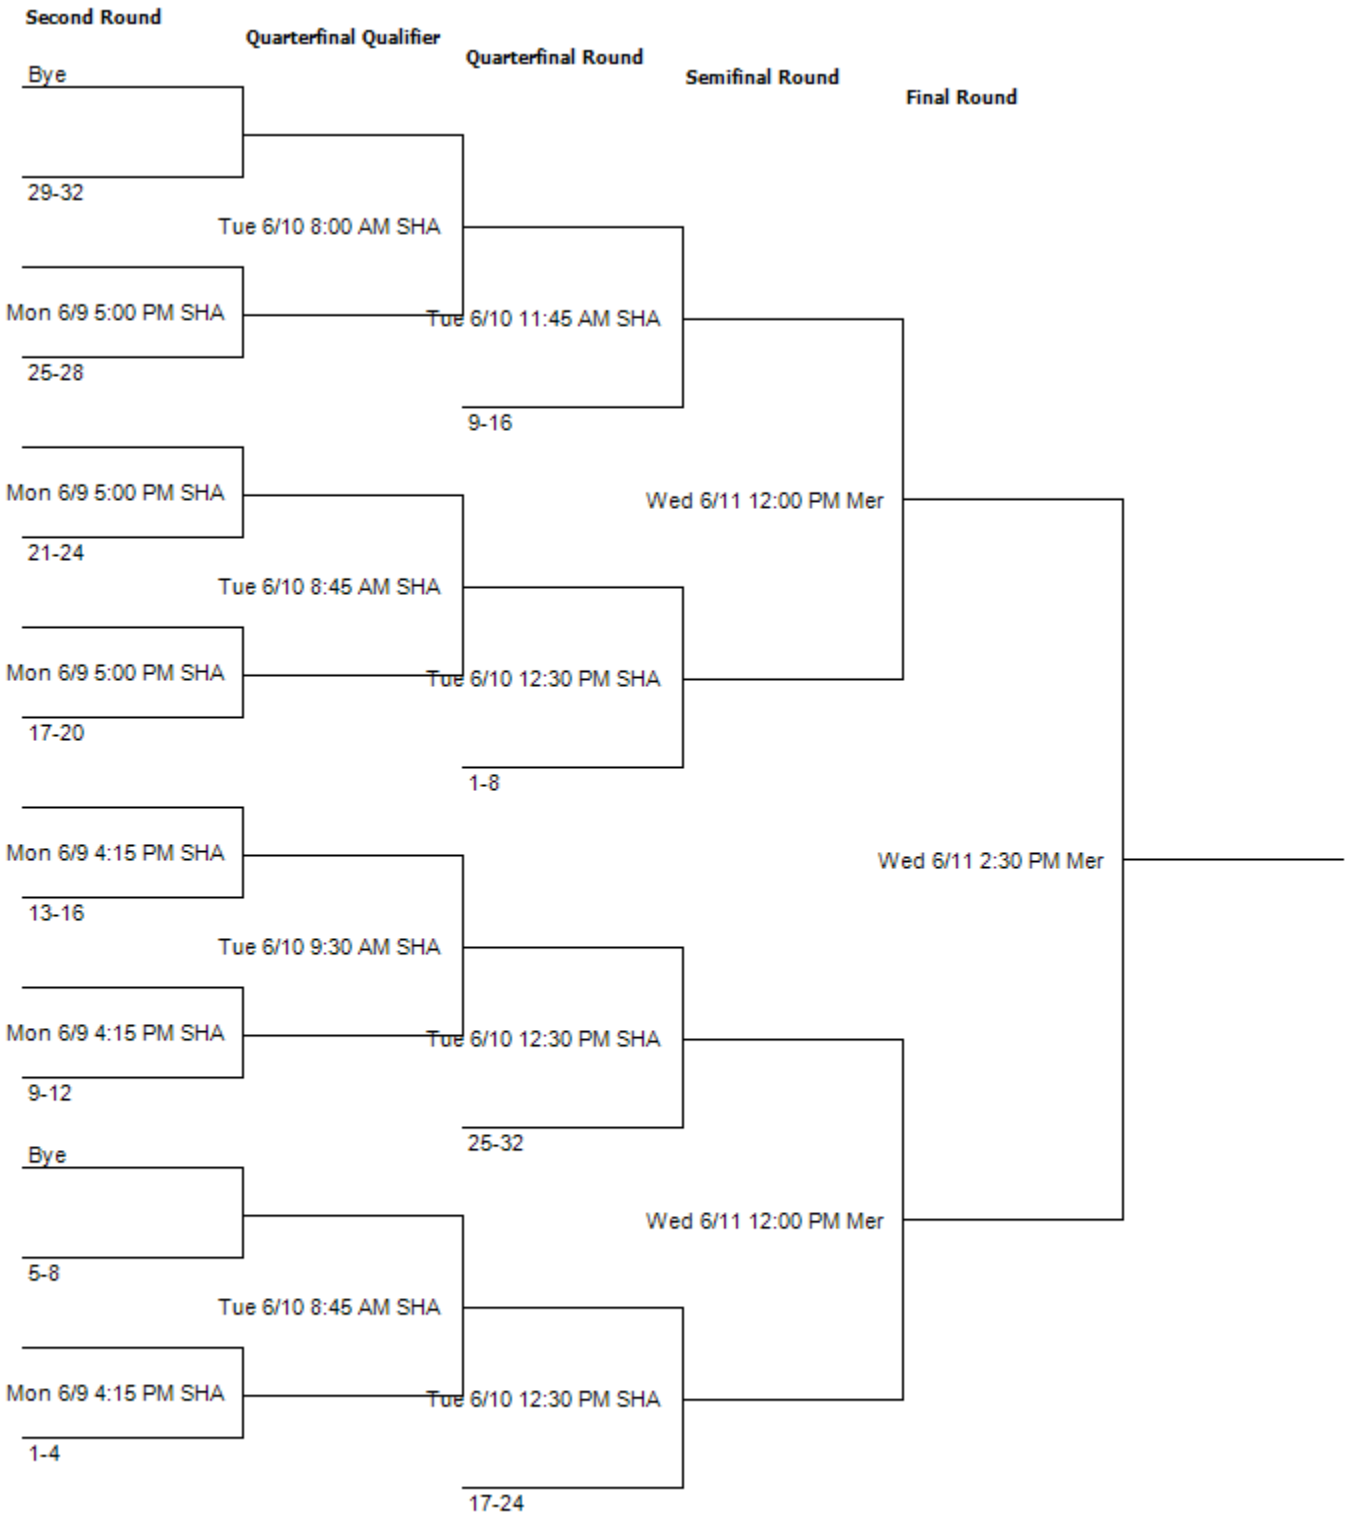 Second Round
Quarterfinal Qualifier
Quarterfinal Round
Semifinal Round
Final Round
Bye
29-32
Tue 6/10 8:00 AM SHA
Mon 6/9 5:00 PM SHA
Tue 6/10 11:45 AM SHA
25-28
9-16
Mon 6/9 5:00 PM SHA
Wed 6/11 12:00 PM Mer
21-24
Tue 6/10 8:45 AM SHA
Mon 6/9 5:00 PM SHA
Tue 6/10 12:30 PM SHA
17-20
1-8
Mon 6/9 4:15 PM SHA
Wed 6/11 2:30 PM Mer
13-16
Tue 6/10 9:30 AM SHA
Mon 6/9 4:15 PM SHA
Tue 6/10 12:30 PM SHA
9-12
25-32
Bye
Wed 6/11 12:00 PM Mer
5-8
Tue 6/10 8:45 AM SHA
Mon 6/9 4:15 PM SHA
Tue 6/10 12:30 PM SHA
1-4
17-24